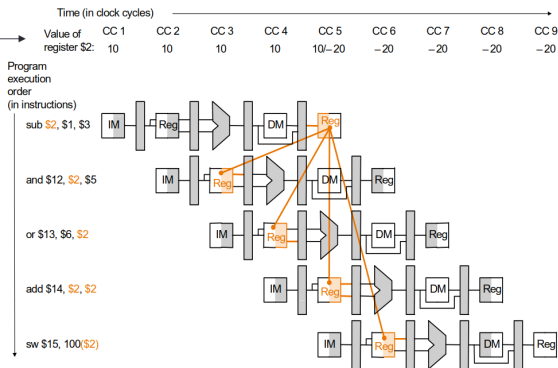 Time (in clock cycles)
CC 1 CC 2 CC 3 CC 4 CC 5 CC 6 CC 7 CC 8 CC 9
Value of register $2: 10 10 10 10 10/–20 –20 –20 –20 –20
Program
execution
order
(in instructions)
sub $2, $1, $3 IM Reg DM Reg
and $12, $2, $5 IM Reg DM Reg
or $13, $6, $2 IM Reg DM Reg
add $14, $2, $2 IM Reg DM Reg
sw $15, 100($2) IM Reg DM Reg